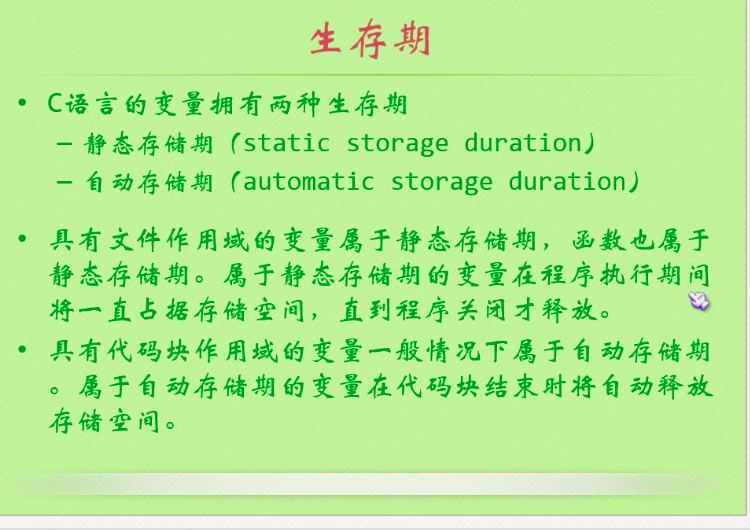 生存期
• C语言的变量拥有两种生存期
– 静态存储期（static storage duration）
– 自动存储期（automatic storage duration）
• 具有文件作用域的变量属于静态存储期，函数也属于
静态存储期。属于静态存储期的变量在程序执行期间
将一直占据存储空间，直到程序关闭才释放。
• 具有代码块作用域的变量一般情况下属于自动存储期
。属于自动存储期的变量在代码块结束时将自动释放
存储空间。